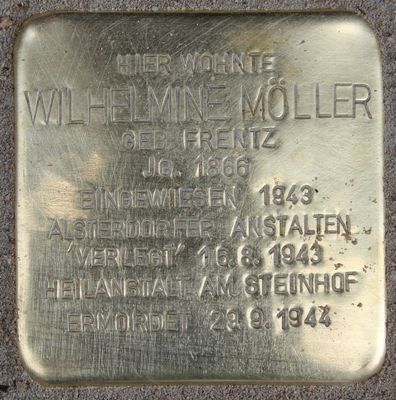 HIER WOHNTE
WILHELMINE MÖLLER
GEB. FRENTZ
JG. 1866
EINGEWIESEN 1943
ALSTERDORFER ANSTALTEN
'VERLEGT' 16.8.1943
HEILANSTALT AM STEINHOF
ERMORDET 29.9.1944